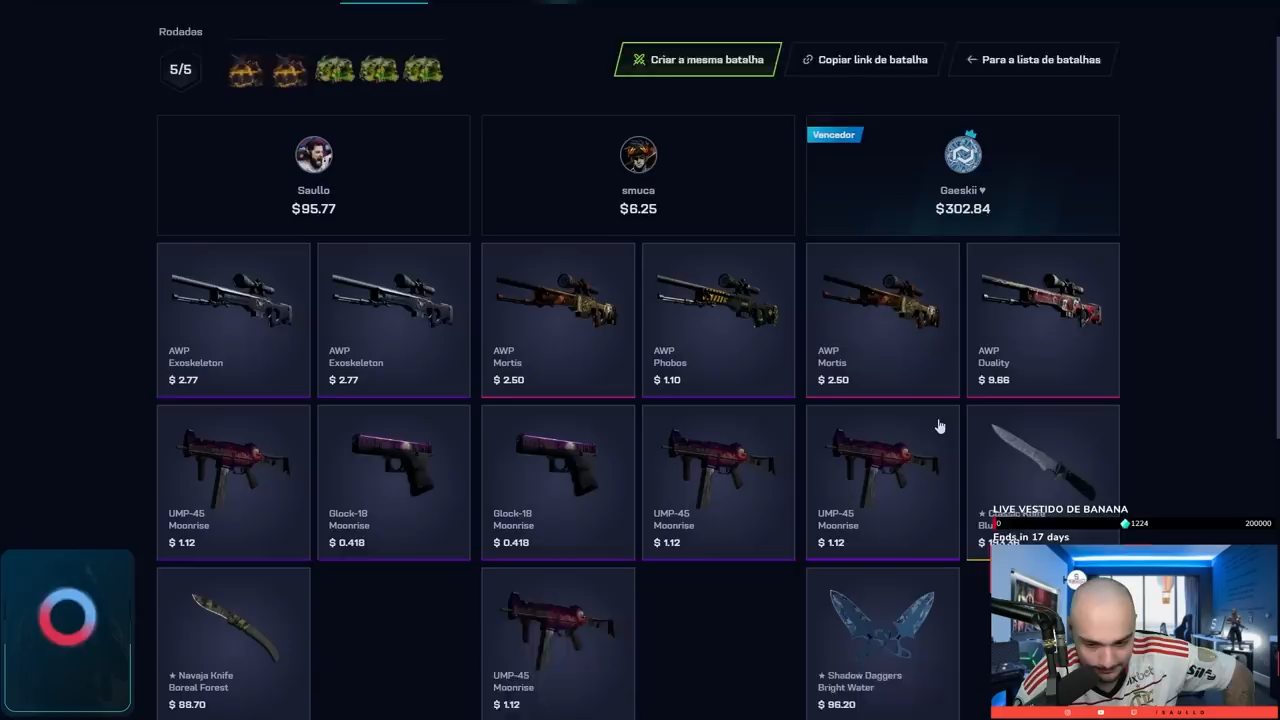 Rodadas
5/5
Criar a mesma batalha
Copiar link de batalha
Para a lista de batalhas
Saullo
$95.77
smuca
$6.25
Vencedor
Gaeskii ♥
$302.84
AWP
Exoskeleton
$ 2.77
AWP
Exoskeleton
$ 2.77
AWP
Mortis
$ 2.50
AWP
Phobos
$ 1.10
AWP
Mortis
$ 2.50
AWP
Duality
$ 9.66
UMP-45
Moonrise
$ 1.12
Glock-18
Moonrise
$ 0.418
Glock-18
Moonrise
$ 0.418
UMP-45
Moonrise
$ 1.12
UMP-45
Moonrise
$ 1.12
LIVE VESTIDO DE BANANA
0
1224
200000
Ends in 17 days
★ Navaja Knife
Boreal Forest
$ 88.70
UMP-45
Moonrise
$ 1.12
★ Shadow Daggers
Bright Water
$ 96.20
SAULLO